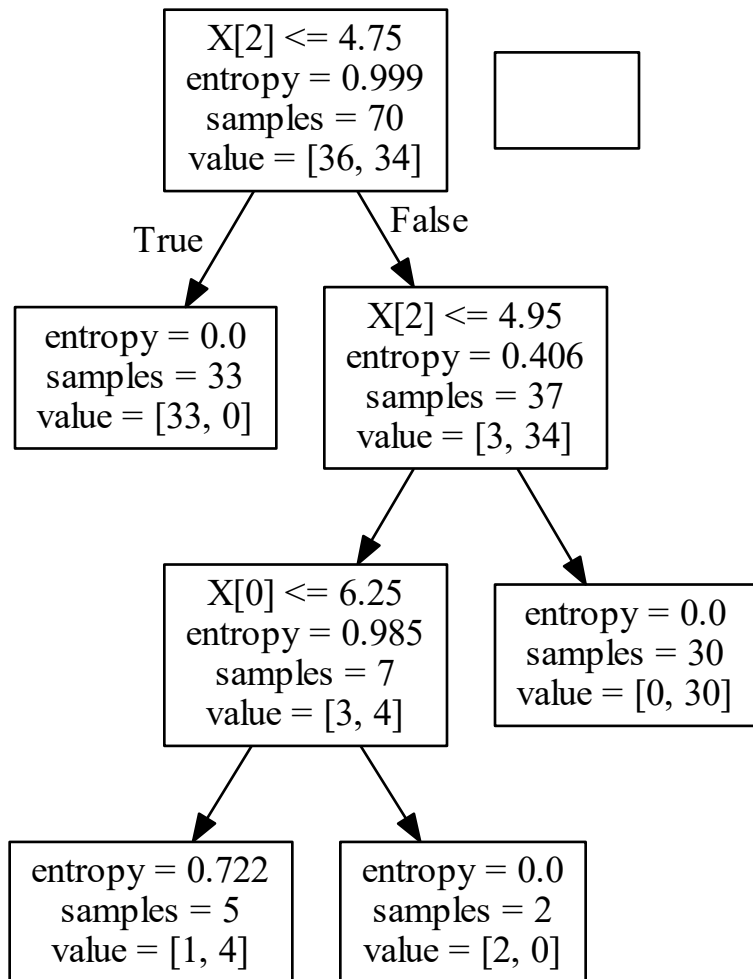 X[2] <= 4.75
entropy = 0.999
samples = 70
value = [36, 34]
True
False
entropy = 0.0
samples = 33
value = [33, 0]
X[2] <= 4.95
entropy = 0.406
samples = 37
value = [3, 34]
X[0] <= 6.25
entropy = 0.985
samples = 7
value = [3, 4]
entropy = 0.0
samples = 30
value = [0, 30]
entropy = 0.722
samples = 5
value = [1, 4]
entropy = 0.0
samples = 2
value = [2, 0]